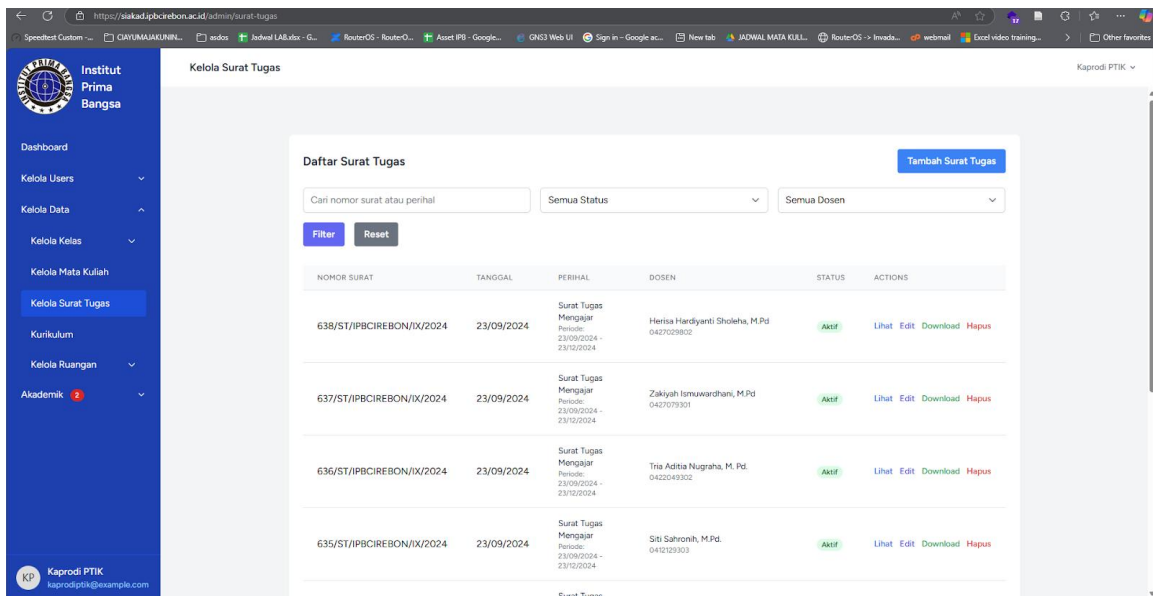 https://siakad.ipbcirebon.ac.id/admin/surat-tugas
Speedtest Custom -...
CIAYUMAJAKUNIN...
asdos
Jadwal LAB.xlsx - G...
RouterOS - RouterO...
Asset IPB - Google...
GNS3 Web UI
Sign in – Google ac...
New tab
JADWAL MATA KULI...
RouterOS -> Invada...
webmail
Excel video training...
Other favorites
Institut
Prima
Bangsa
Kelola Surat Tugas
Kaprodi PTIK
Dashboard
Kelola Users
Kelola Data
Kelola Kelas
Kelola Mata Kuliah
Kelola Surat Tugas
Kurikulum
Kelola Ruangan
Akademik 2
KP
Kaprodi PTIK
kaprodiptik@example.com
Daftar Surat Tugas
Tambah Surat Tugas
Cari nomor surat atau perihal
Semua Status
Semua Dosen
Filter
Reset
NOMOR SURAT TANGGAL PERIHAL DOSEN STATUS ACTIONS
638/ST/IPBCIREBON/IX/2024
23/09/2024
Surat Tugas
Mengajar
Periode:
23/09/2024 -
23/12/2024
Herisa Hardiyanti Sholeha, M.Pd
0427029802
Aktif
Lihat Edit Download Hapus
637/ST/IPBCIREBON/IX/2024
23/09/2024
Surat Tugas
Mengajar
Periode:
23/09/2024 -
23/12/2024
Zakiyah Ismuwardhani, M.Pd
0427079301
Aktif
Lihat Edit Download Hapus
636/ST/IPBCIREBON/IX/2024
23/09/2024
Surat Tugas
Mengajar
Periode:
23/09/2024 -
23/12/2024
Tria Aditia Nugraha, M. Pd.
0422049302
Aktif
Lihat Edit Download Hapus
635/ST/IPBCIREBON/IX/2024
23/09/2024
Surat Tugas
Mengajar
Periode:
23/09/2024 -
23/12/2024
Siti Sahronih, M.Pd.
0412129303
Aktif
Lihat Edit Download Hapus
Surat Tugas